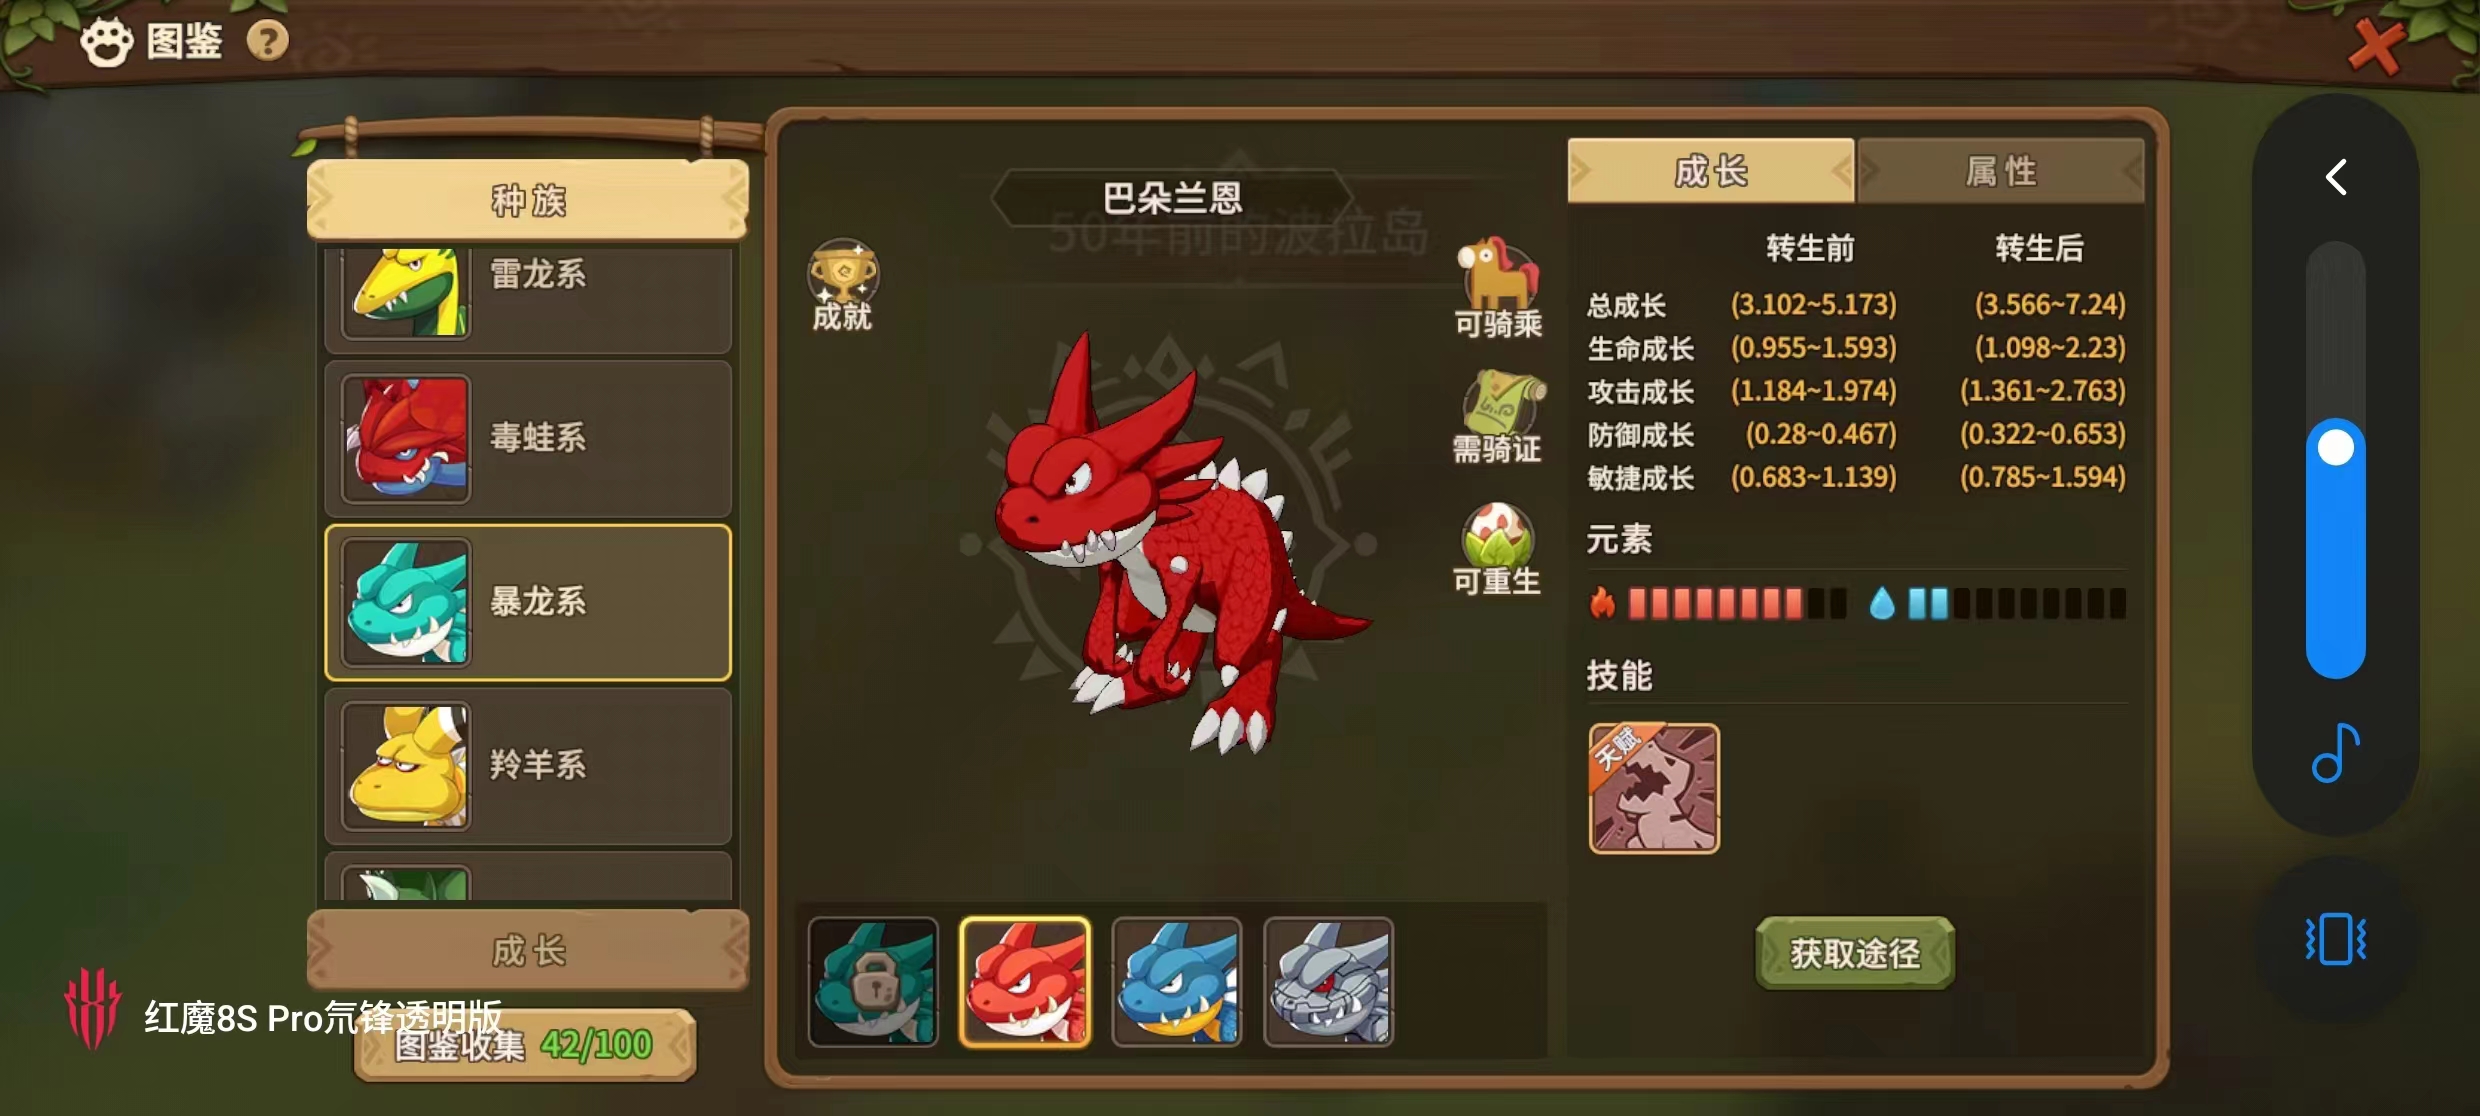 图鉴 ?
种族
雷龙系
毒蛙系
暴龙系
羚羊系
成长
图鉴收集 42/100
红魔8S Pro氘锋透明版
巴朵兰恩
50年前的波拉岛
成就
可骑乘
需骑证
可重生
成长 属性
转生前 转生后
总成长 (3.102~5.173) (3.566~7.24)
生命成长 (0.955~1.593) (1.098~2.23)
攻击成长 (1.184~1.974) (1.361~2.763)
防御成长 (0.28~0.467) (0.322~0.653)
敏捷成长 (0.683~1.139) (0.785~1.594)
元素
技能
天赋
获取途径